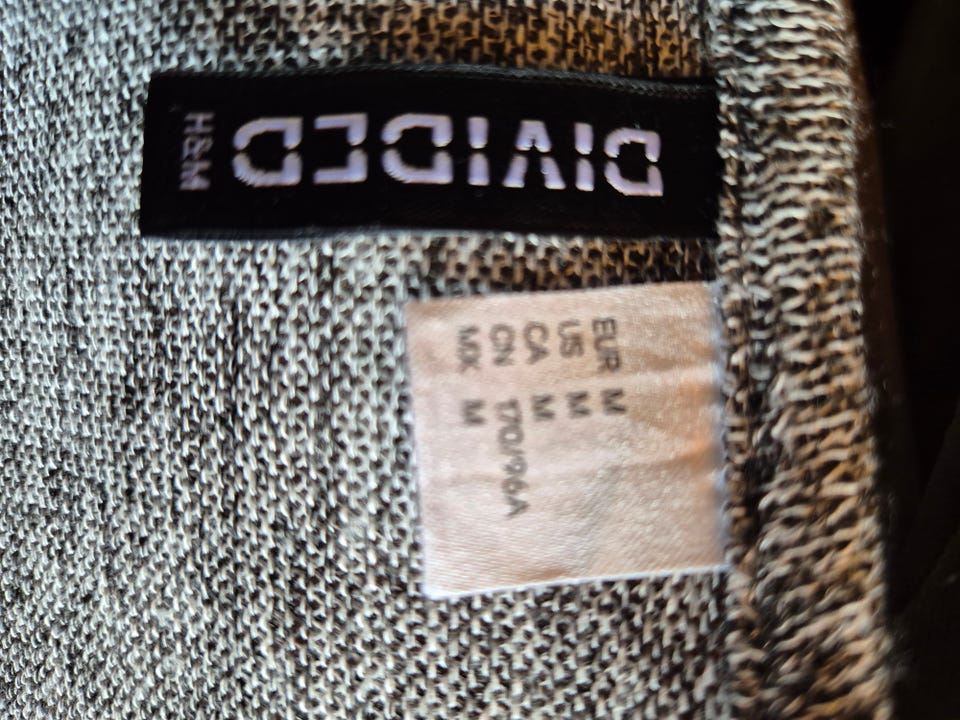 DIVIDED
H&M
EUR M
US M
CA M
CN 170/96A
MX M